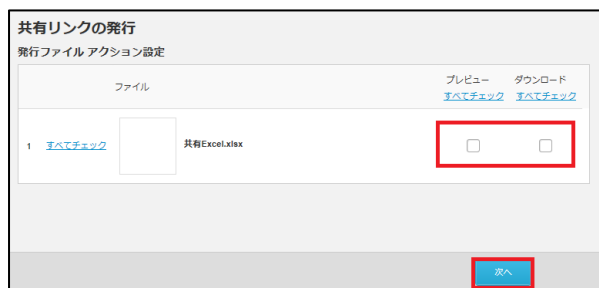 共有リンクの発行
発行ファイル アクション設定
ファイル プレビュー ダウンロード
すべてチェック すべてチェック
1 すべてチェック 共有Excel.xlsx
次へ